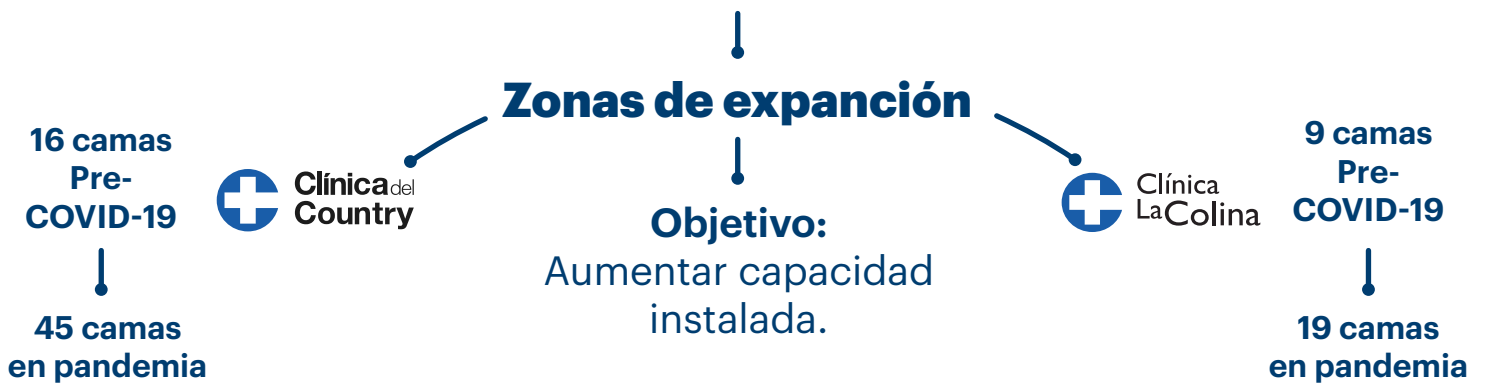 Zonas de expanción
16 camas
Pre-
COVID-19
45 camas
en pandemia
Clínica del
Country
Objetivo:
Aumentar capacidad
instalada.
Clínica
La Colina
9 camas
Pre-
COVID-19
19 camas
en pandemia